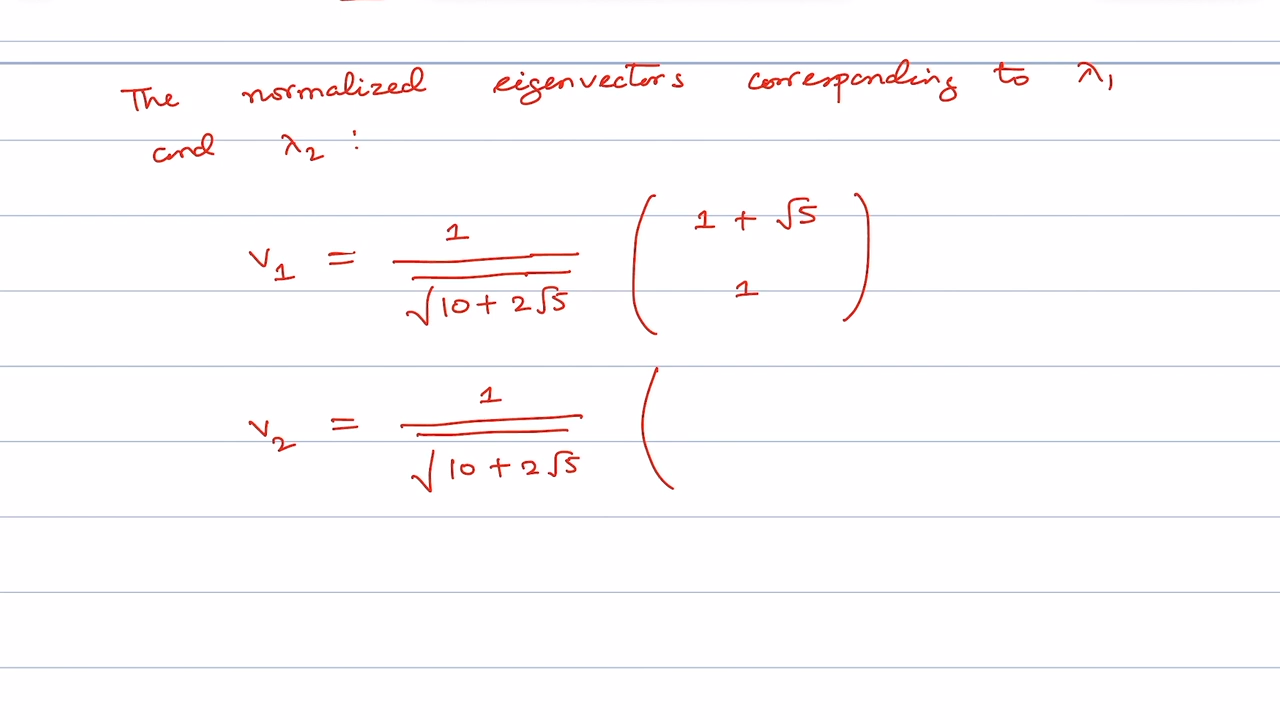 The normalized eigenvectors corresponding to λ₁
and λ₂ :
v₁ = 1/√(10 + 2√5) ( 1 + √5
1 )
v₂ = 1/√(10 + 2√5) (